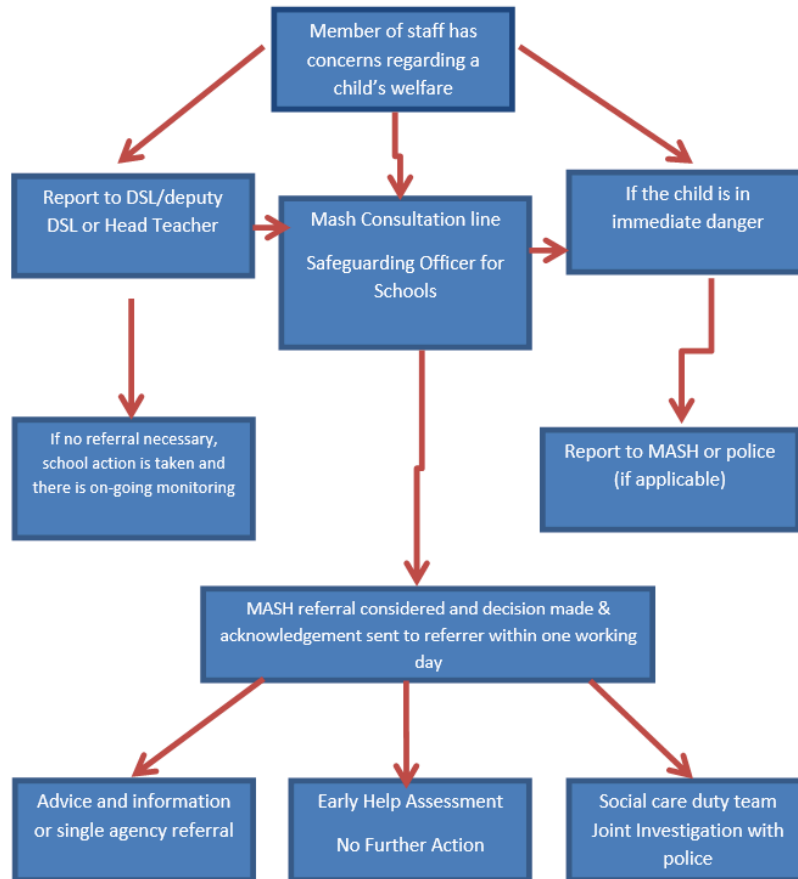 Member of staff has
concerns regarding a
child's welfare
Report to DSL/deputy
DSL or Head Teacher
Mash Consultation line
Safeguarding Officer for
Schools
If the child is in
immediate danger
If no referral necessary,
school action is taken and
there is on-going monitoring
Report to MASH or police
(if applicable)
MASH referral considered and decision made &
acknowledgement sent to referrer within one working
day
Advice and information
or single agency referral
Early Help Assessment
No Further Action
Social care duty team
Joint Investigation with
police